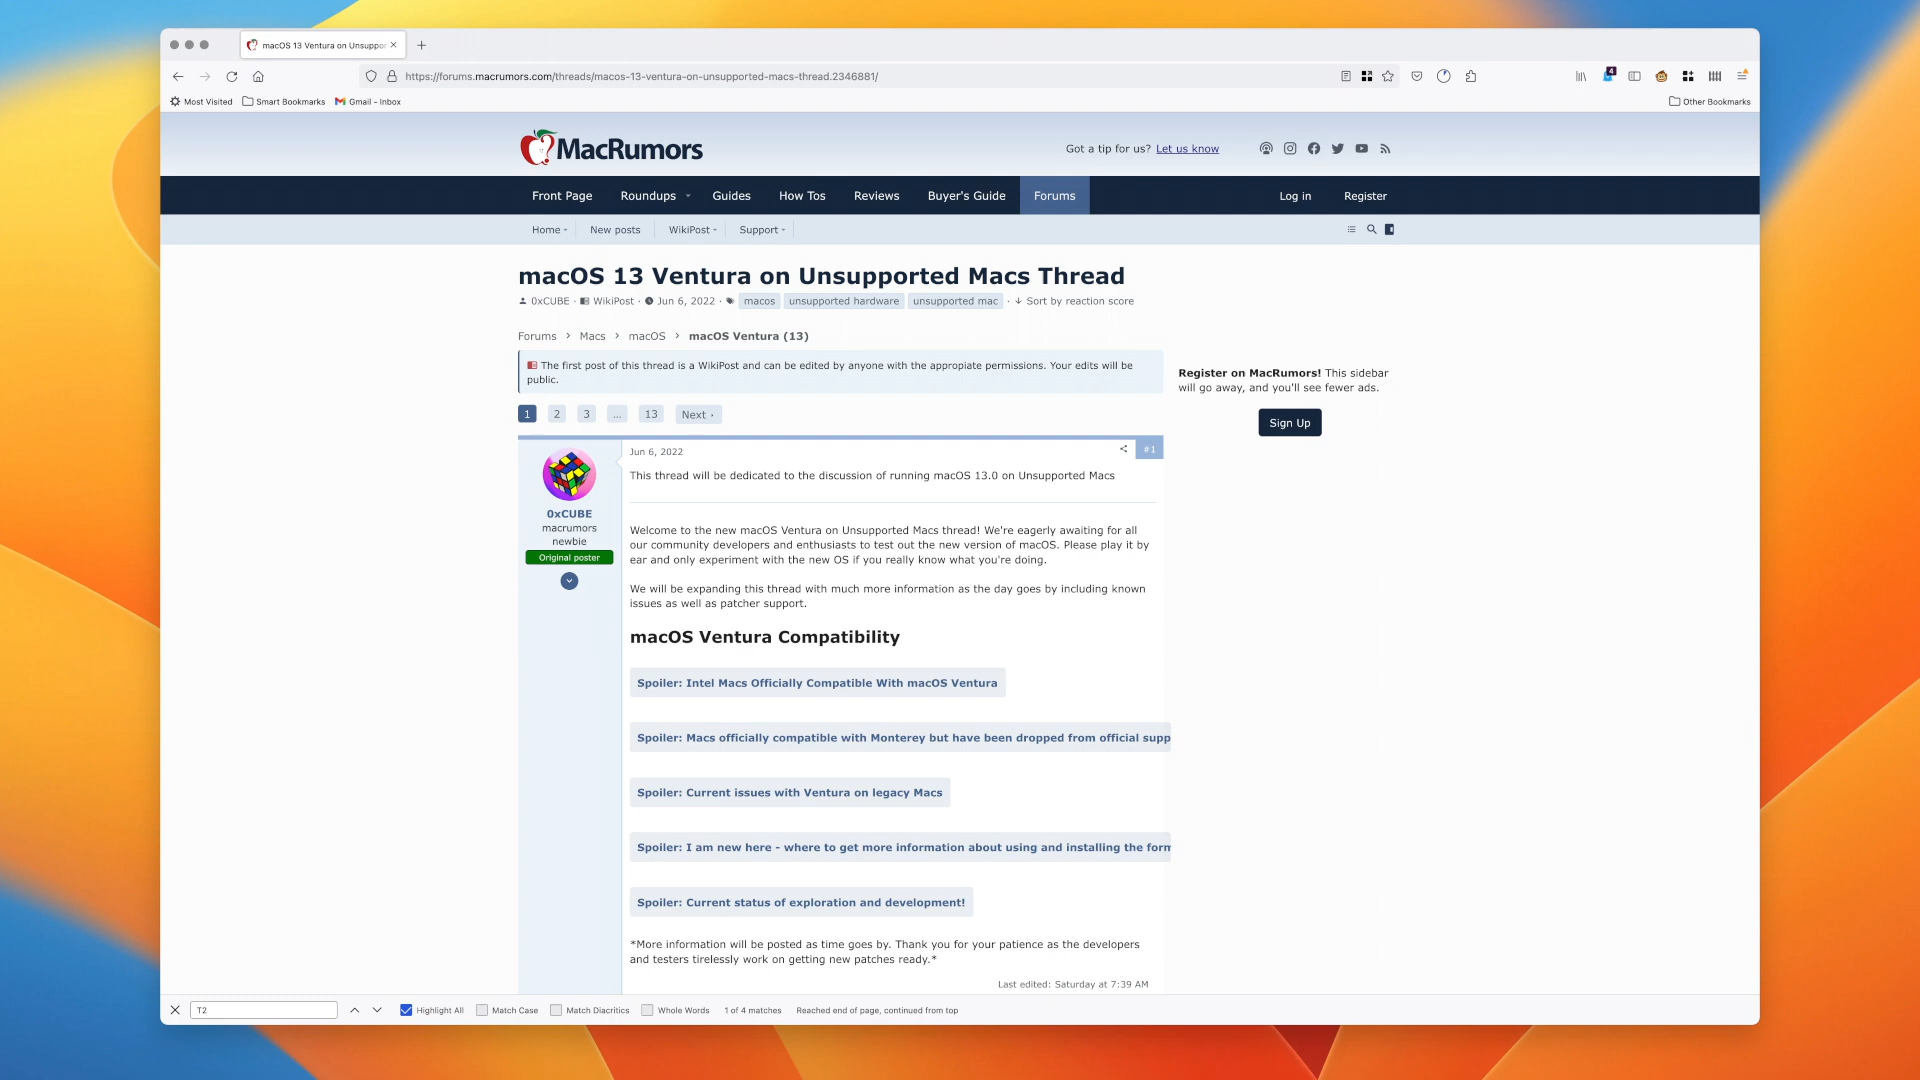 macOS 13 Ventura on Unsuppor
https://forums.macrumors.com/threads/macos-13-ventura-on-unsupported-macs-thread.2346881/
4
Most Visited Smart Bookmarks Gmail - Inbox Other Bookmarks
MacRumors
Got a tip for us? Let us know
Front Page Roundups Guides How Tos Reviews Buyer's Guide Forums Log in Register
Home New posts WikiPost Support
macOS 13 Ventura on Unsupported Macs Thread
0xCUBE · WikiPost · Jun 6, 2022 · macos unsupported hardware unsupported mac · Sort by reaction score
Forums > Macs > macOS > macOS Ventura (13)
The first post of this thread is a WikiPost and can be edited by anyone with the appropiate permissions. Your edits will be
public.
Register on MacRumors! This sidebar
will go away, and you'll see fewer ads.
Sign Up
1 2 3 ... 13 Next
Jun 6, 2022 #1
0xCUBE
macrumors
newbie
Original poster
This thread will be dedicated to the discussion of running macOS 13.0 on Unsupported Macs
Welcome to the new macOS Ventura on Unsupported Macs thread! We're eagerly awaiting for all
our community developers and enthusiasts to test out the new version of macOS. Please play it by
ear and only experiment with the new OS if you really know what you're doing.
We will be expanding this thread with much more information as the day goes by including known
issues as well as patcher support.
macOS Ventura Compatibility
Spoiler: Intel Macs Officially Compatible With macOS Ventura
Spoiler: Macs officially compatible with Monterey but have been dropped from official supp
Spoiler: Current issues with Ventura on legacy Macs
Spoiler: I am new here - where to get more information about using and installing the form
Spoiler: Current status of exploration and development!
*More information will be posted as time goes by. Thank you for your patience as the developers
and testers tirelessly work on getting new patches ready.*
Last edited: Saturday at 7:39 AM
T2 Highlight All Match Case Match Diacritics Whole Words 1 of 4 matches Reached end of page, continued from top